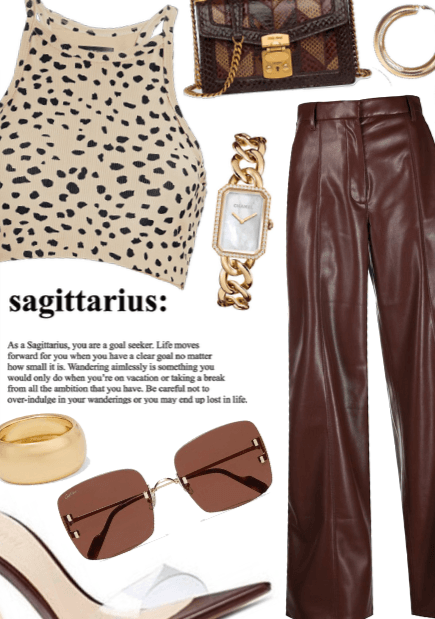 sagittarius:
As a Sagittarius, you are a goal seeker. Life moves
forward for you when you have a clear goal no matter
how small it is. Wandering aimlessly is something you
would only do when you're on vacation or taking a break
from all the ambition that you have. Be careful not to
over-indulge in your wanderings or you may end up lost in life.